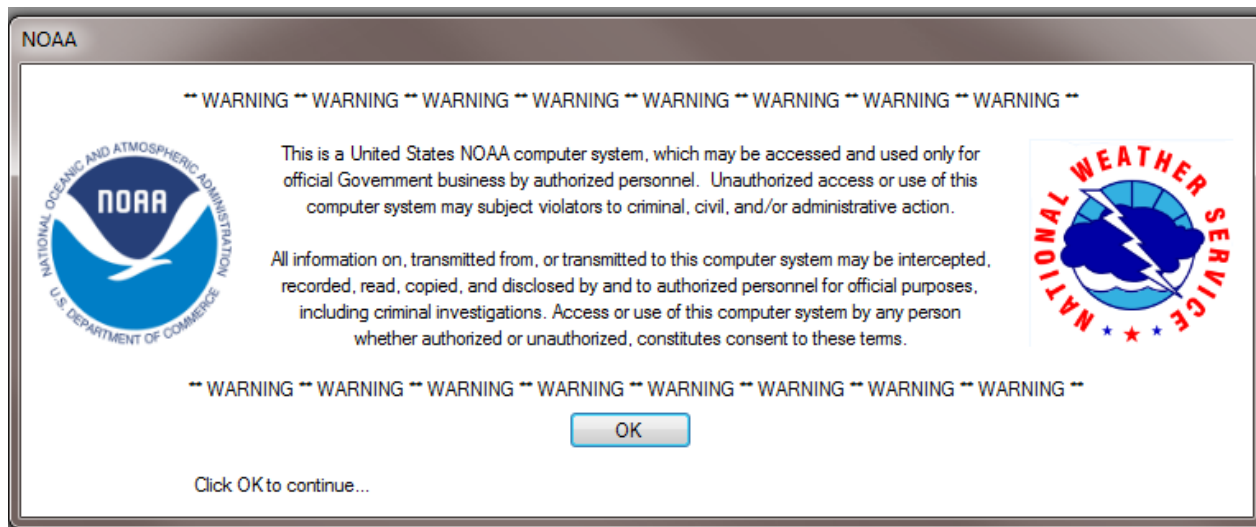 NOAA
** WARNING ** WARNING ** WARNING ** WARNING ** WARNING ** WARNING ** WARNING ** WARNING **
NATIONAL OCEANIC AND ATMOSPHERIC ADMINISTRATION
NOAA
U.S. DEPARTMENT OF COMMERCE
This is a United States NOAA computer system, which may be accessed and used only for
official Government business by authorized personnel.  Unauthorized access or use of this
computer system may subject violators to criminal, civil, and/or administrative action.
All information on, transmitted from, or transmitted to this computer system may be intercepted,
recorded, read, copied, and disclosed by and to authorized personnel for official purposes,
including criminal investigations. Access or use of this computer system by any person
whether authorized or unauthorized, constitutes consent to these terms.
NATIONAL WEATHER SERVICE
** WARNING ** WARNING ** WARNING ** WARNING ** WARNING ** WARNING ** WARNING ** WARNING **
OK
Click OK to continue...